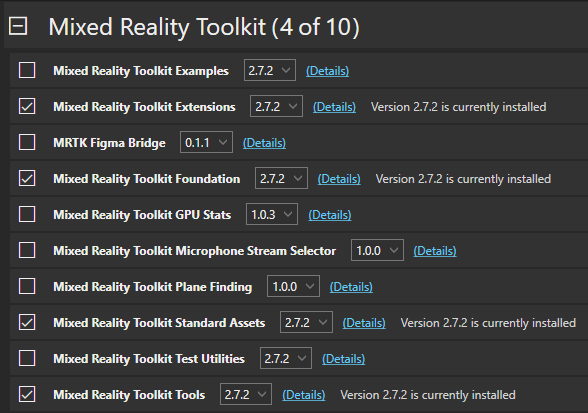 Mixed Reality Toolkit (4 of 10)
Mixed Reality Toolkit Examples 2.7.2 (Details)
Mixed Reality Toolkit Extensions 2.7.2 (Details) Version 2.7.2 is currently installed
MRTK Figma Bridge 0.1.1 (Details)
Mixed Reality Toolkit Foundation 2.7.2 (Details) Version 2.7.2 is currently installed
Mixed Reality Toolkit GPU Stats 1.0.3 (Details)
Mixed Reality Toolkit Microphone Stream Selector 1.0.0 (Details)
Mixed Reality Toolkit Plane Finding 1.0.0 (Details)
Mixed Reality Toolkit Standard Assets 2.7.2 (Details) Version 2.7.2 is currently installed
Mixed Reality Toolkit Test Utilities 2.7.2 (Details)
Mixed Reality Toolkit Tools 2.7.2 (Details) Version 2.7.2 is currently installed